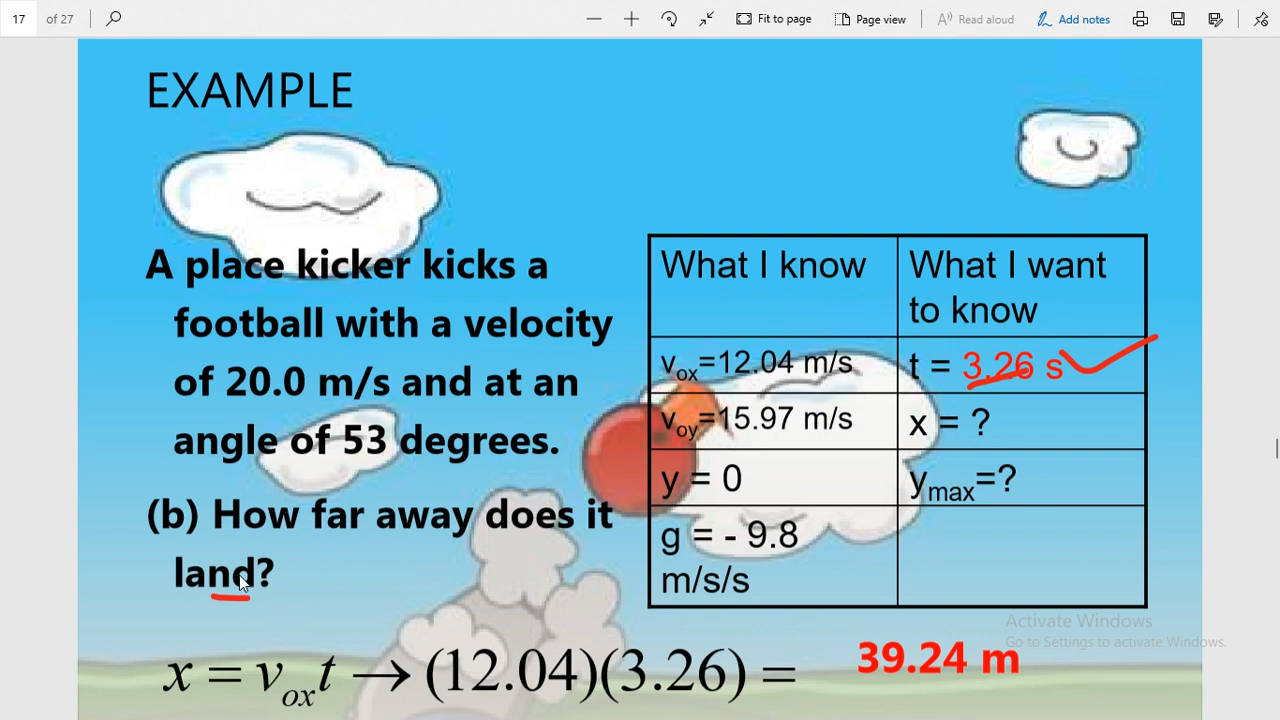 17 of 27
Fit to page
Page view
Read aloud
Add notes
EXAMPLE
A place kicker kicks a
football with a velocity
of 20.0 m/s and at an
angle of 53 degrees.
(b) How far away does it
land?
What I know
What I want
to know
vox=12.04 m/s
t = 3.26 s
voy=15.97 m/s
x = ?
y = 0
ymax=?
g = - 9.8
m/s/s
Activate Windows
Go to Settings to activate Windows.
x = voxt → (12.04)(3.26) =
39.24 m